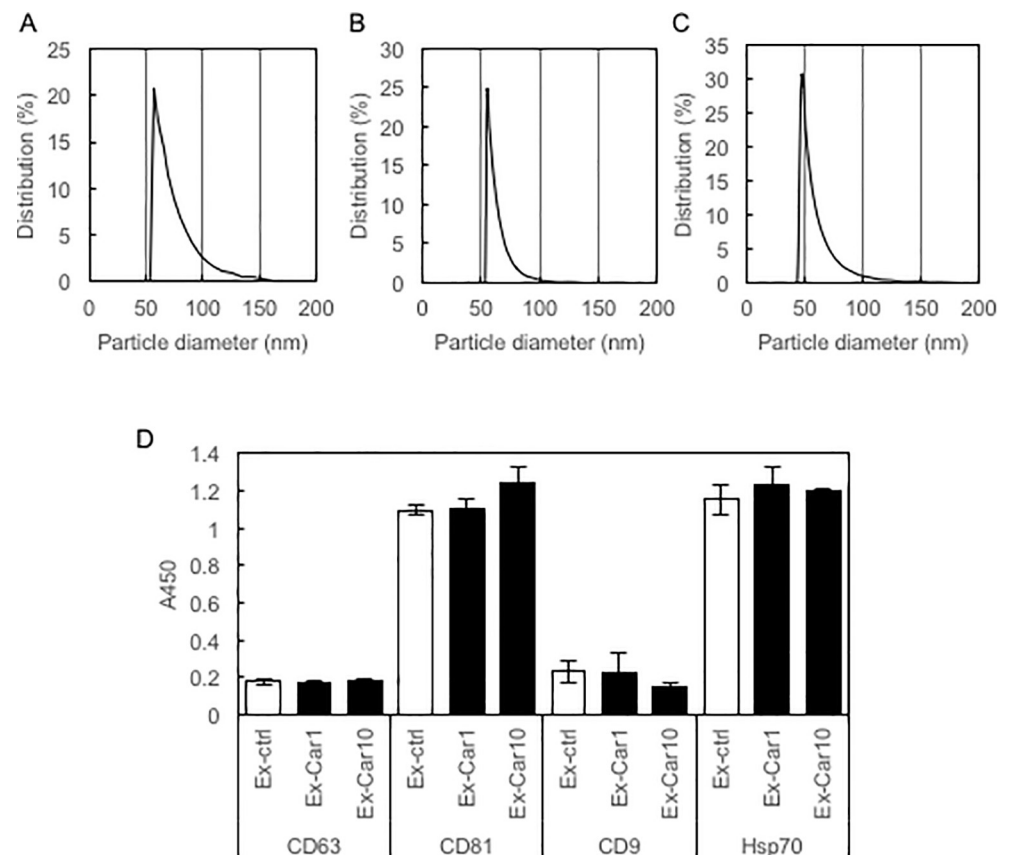 A
B
C
25
20
15
10
5
0
Distribution (%)
0 50 100 150 200
Particle diameter (nm)
30
25
20
15
10
5
0
Distribution (%)
0 50 100 150 200
Particle diameter (nm)
35
30
25
20
15
10
5
0
Distribution (%)
0 50 100 150 200
Particle diameter (nm)
D
1.4
1.2
1
0.8
0.6
0.4
0.2
0
A450
Ex-ctrl
Ex-Car1
Ex-Car10
Ex-ctrl
Ex-Car1
Ex-Car10
Ex-ctrl
Ex-Car1
Ex-Car10
Ex-ctrl
Ex-Car1
Ex-Car10
CD63 CD81 CD9 Hsp70